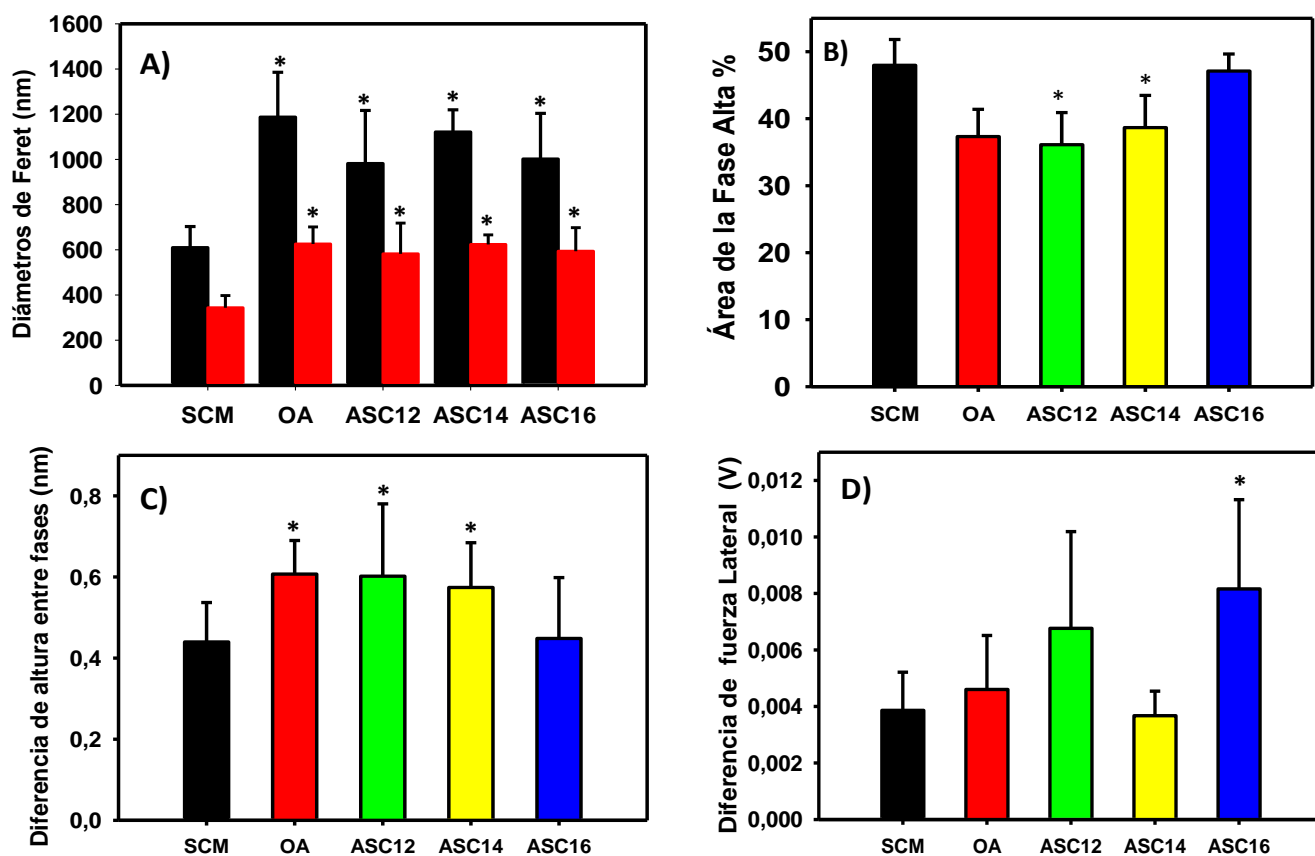 A)
Diámetros de Feret (nm)
1600
1400
1200
1000
800
600
400
200
0
* * * *
* * * *
SCM OA ASC12 ASC14 ASC16
B)
Área de la Fase Alta %
50
40
30
20
10
0
* *
SCM OA ASC12 ASC14 ASC16
C)
Diferencia de altura entre fases (nm)
0,8
0,6
0,4
0,2
0,0
* * *
SCM OA ASC12 ASC14 ASC16
D)
Diferencia de fuerza Lateral (V)
0,012
0,010
0,008
0,006
0,004
0,002
0,000
*
SCM OA ASC12 ASC14 ASC16